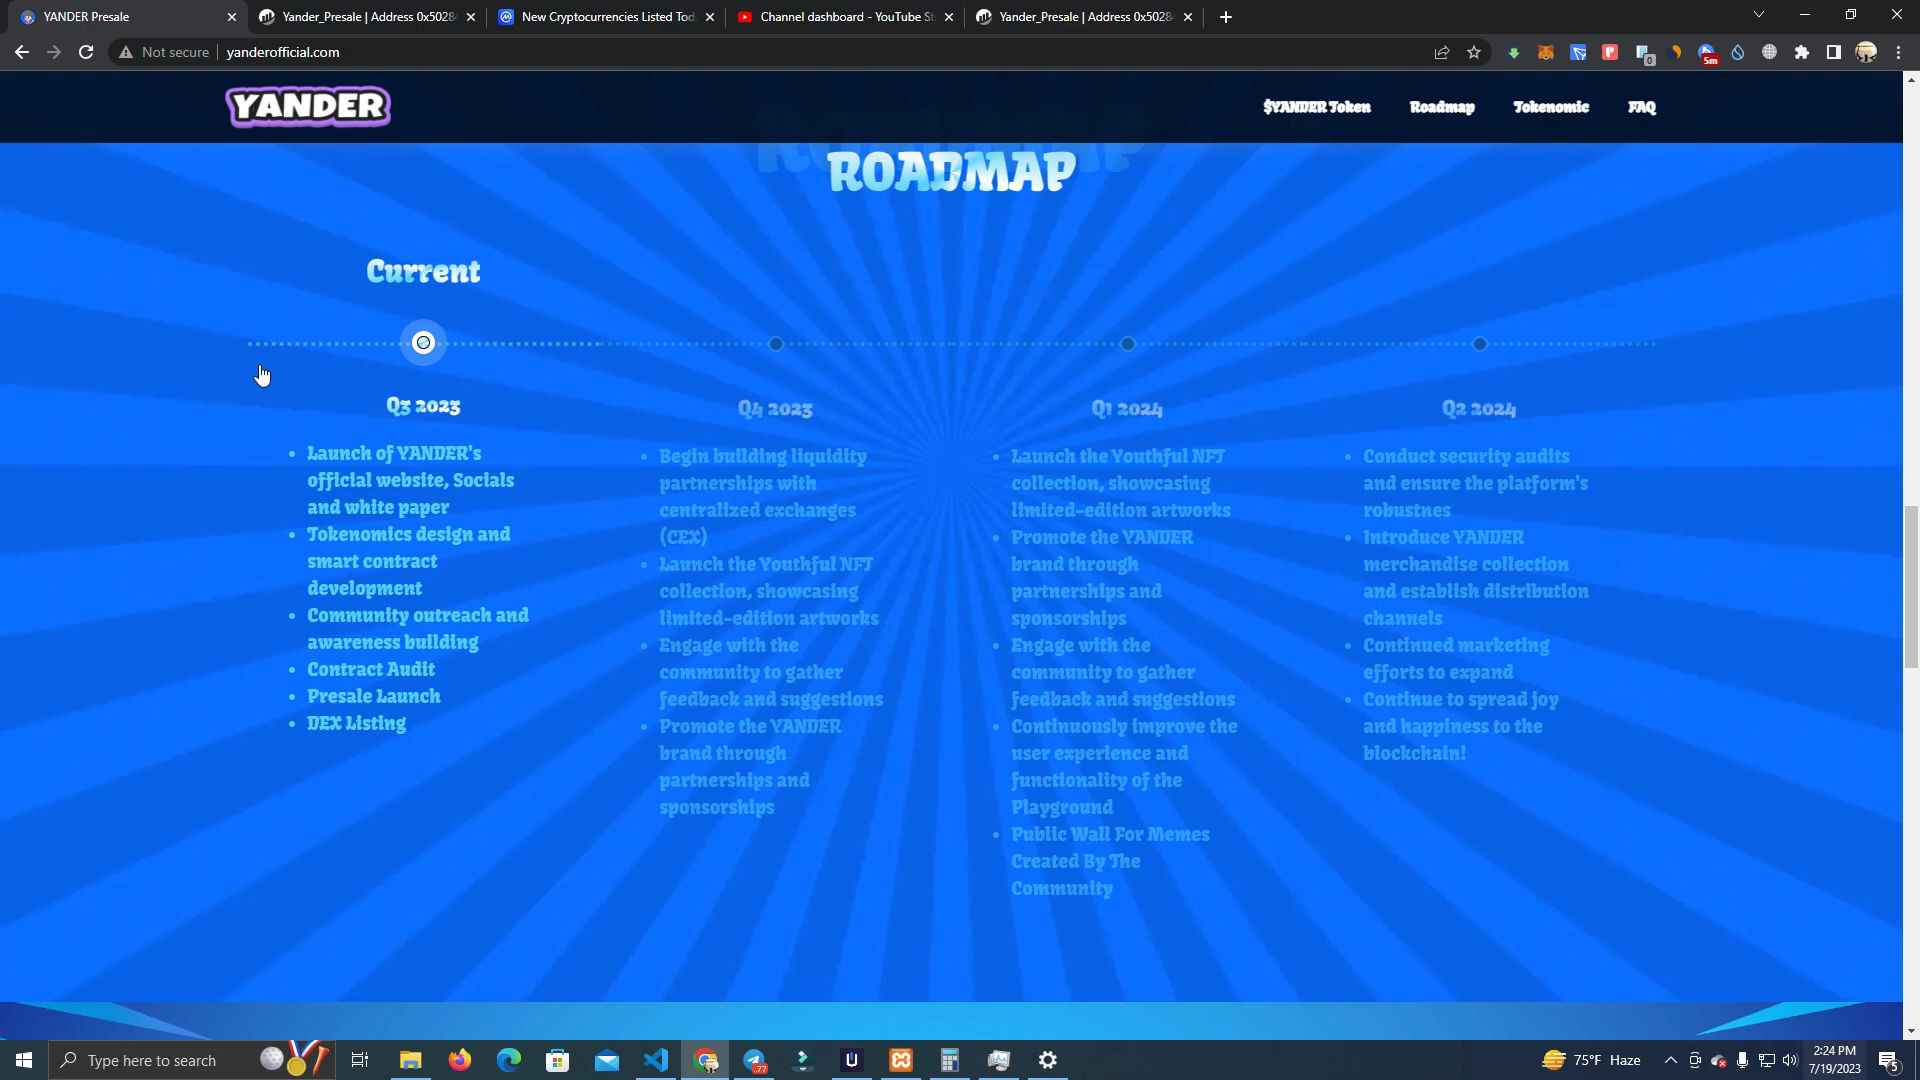 YANDER Presale
Yander_Presale | Address 0x5028
New Cryptocurrencies Listed Tod
Channel dashboard - YouTube St
Yander_Presale | Address 0x5028
Not secure
yanderofficial.com
0
5m
YANDER
$YANDER Token
Roadmap
Tokenomic
FAQ
ROADMAP
ROADMAP
Current
Q3 2023
Launch of YANDER's
official website, Socials
and white paper
Tokenomics design and
smart contract
development
Community outreach and
awareness building
Contract Audit
Presale Launch
DEX Listing
Q4 2023
Begin building liquidity
partnerships with
centralized exchanges
(CEX)
Launch the Youthful NFT
collection, showcasing
limited-edition artworks
Engage with the
community to gather
feedback and suggestions
Promote the YANDER
brand through
partnerships and
sponsorships
Q1 2024
Launch the Youthful NFT
collection, showcasing
limited-edition artworks
Promote the YANDER
brand through
partnerships and
sponsorships
Engage with the
community to gather
feedback and suggestions
Continuously improve the
user experience and
functionality of the
Playground
Public Wall For Memes
Created By The
Community
Q2 2024
Conduct security audits
and ensure the platform's
robustnes
Introduce YANDER
merchandise collection
and establish distribution
channels
Continued marketing
efforts to expand
Continue to spread joy
and happiness to the
blockchain!
Type here to search
77
75°F Haze
2:24 PM
7/19/2023
5